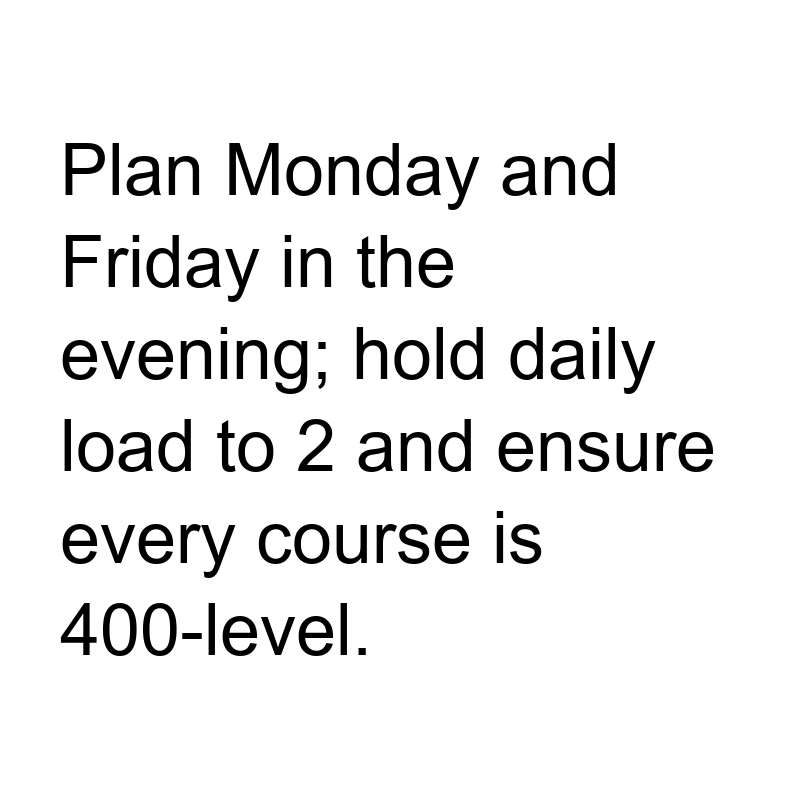 Plan Monday and
Friday in the
evening; hold daily
load to 2 and ensure
every course is
400-level.